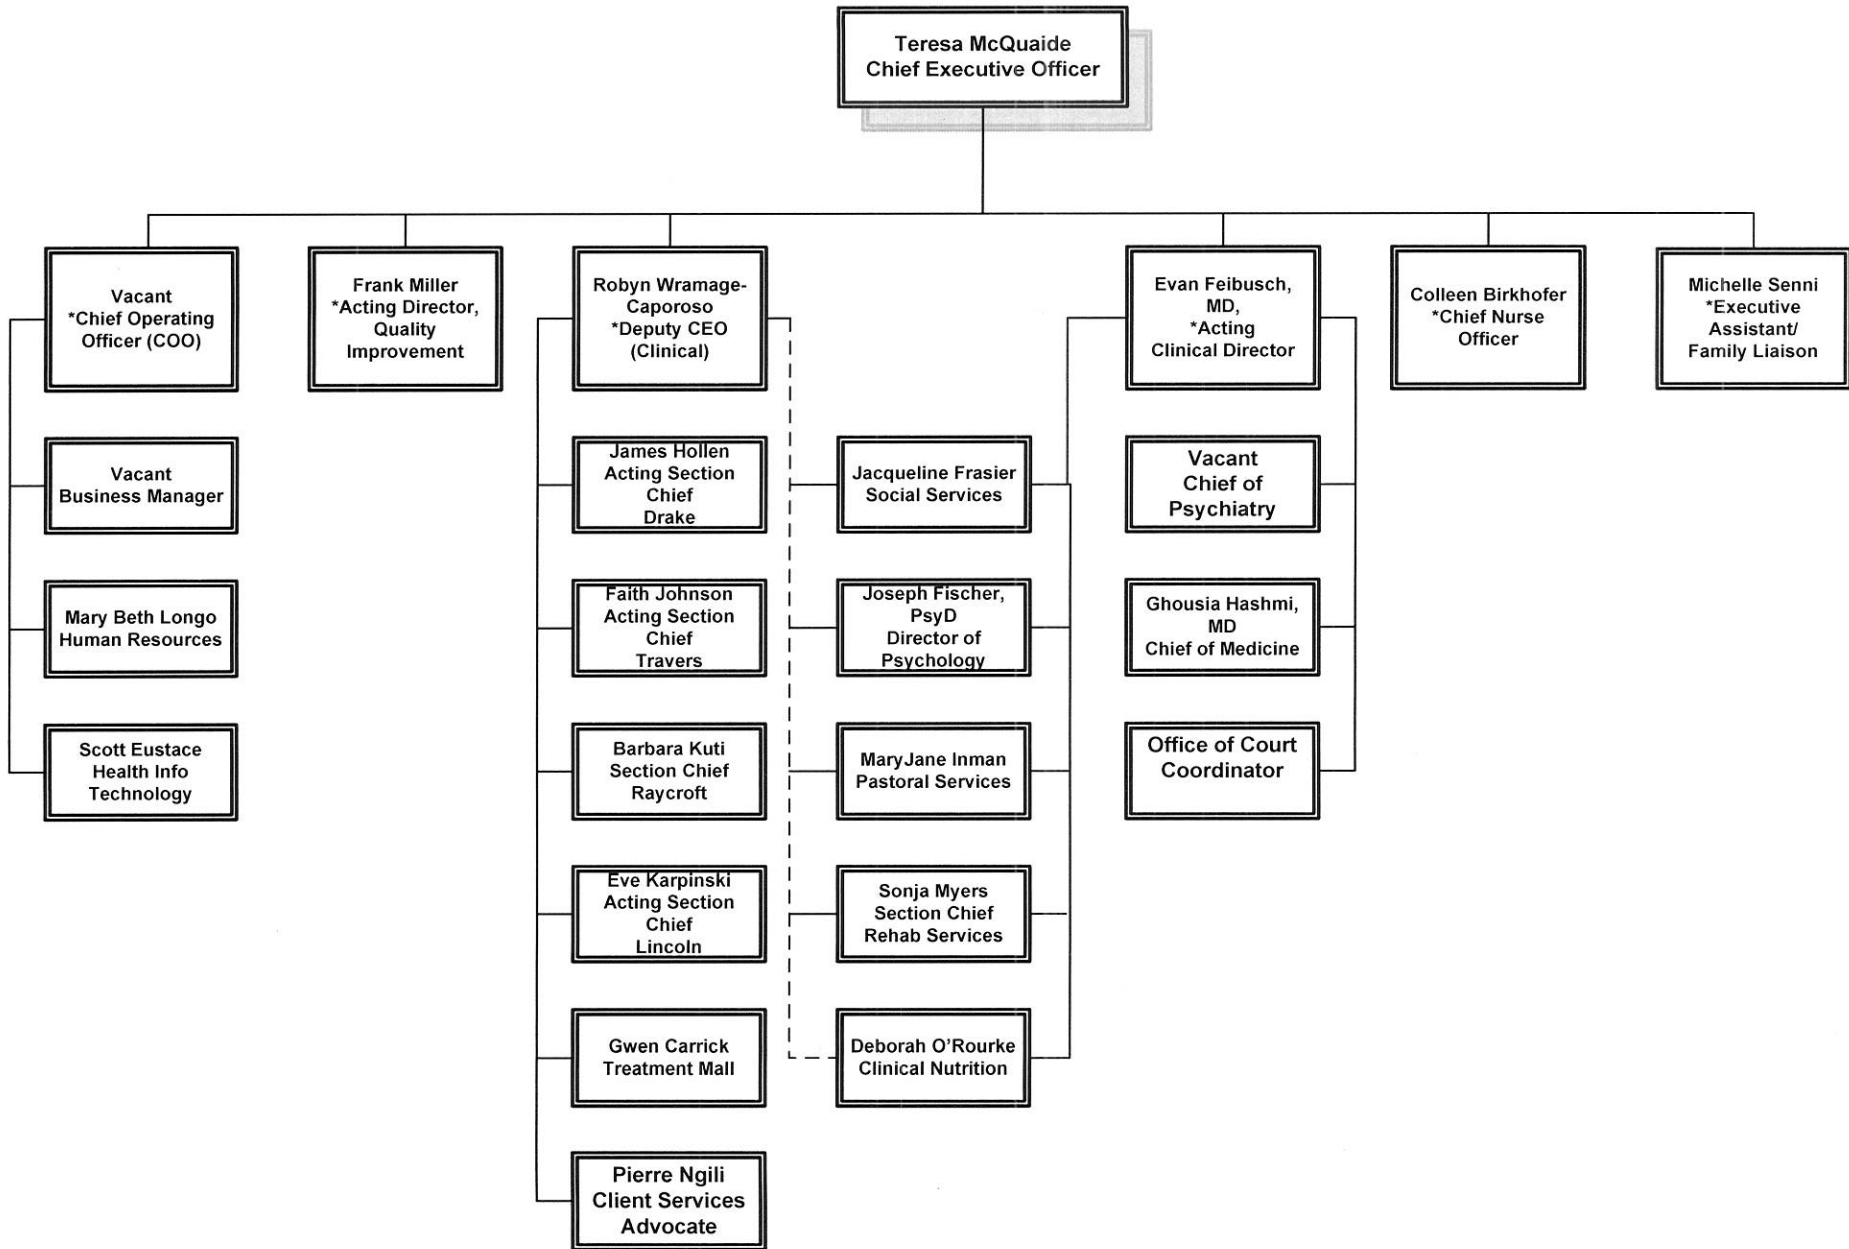 Teresa McQuaide
Chief Executive Officer
Vacant
*Chief Operating
Officer (COO)
Frank Miller
*Acting Director,
Quality
Improvement
Robyn Wramage-
Caporoso
*Deputy CEO
(Clinical)
Evan Feibusch,
MD,
*Acting
Clinical Director
Colleen Birkhofer
*Chief Nurse
Officer
Michelle Senni
*Executive
Assistant/
Family Liaison
Vacant
Business Manager
Mary Beth Longo
Human Resources
Scott Eustace
Health Info
Technology
James Hollen
Acting Section
Chief
Drake
Faith Johnson
Acting Section
Chief
Travers
Barbara Kuti
Section Chief
Raycroft
Eve Karpinski
Acting Section
Chief
Lincoln
Gwen Carrick
Treatment Mall
Pierre Ngili
Client Services
Advocate
Jacqueline Frasier
Social Services
Joseph Fischer,
PsyD
Director of
Psychology
MaryJane Inman
Pastoral Services
Sonja Myers
Section Chief
Rehab Services
Deborah O'Rourke
Clinical Nutrition
Vacant
Chief of
Psychiatry
Ghousia Hashmi,
MD
Chief of Medicine
Office of Court
Coordinator